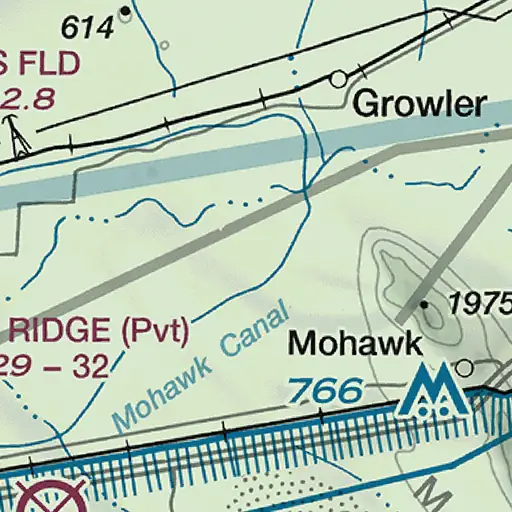 614
S FLD
2.8
Growler
1975
RIDGE (Pvt)
29 – 32
Mohawk Canal
Mohawk
766
M